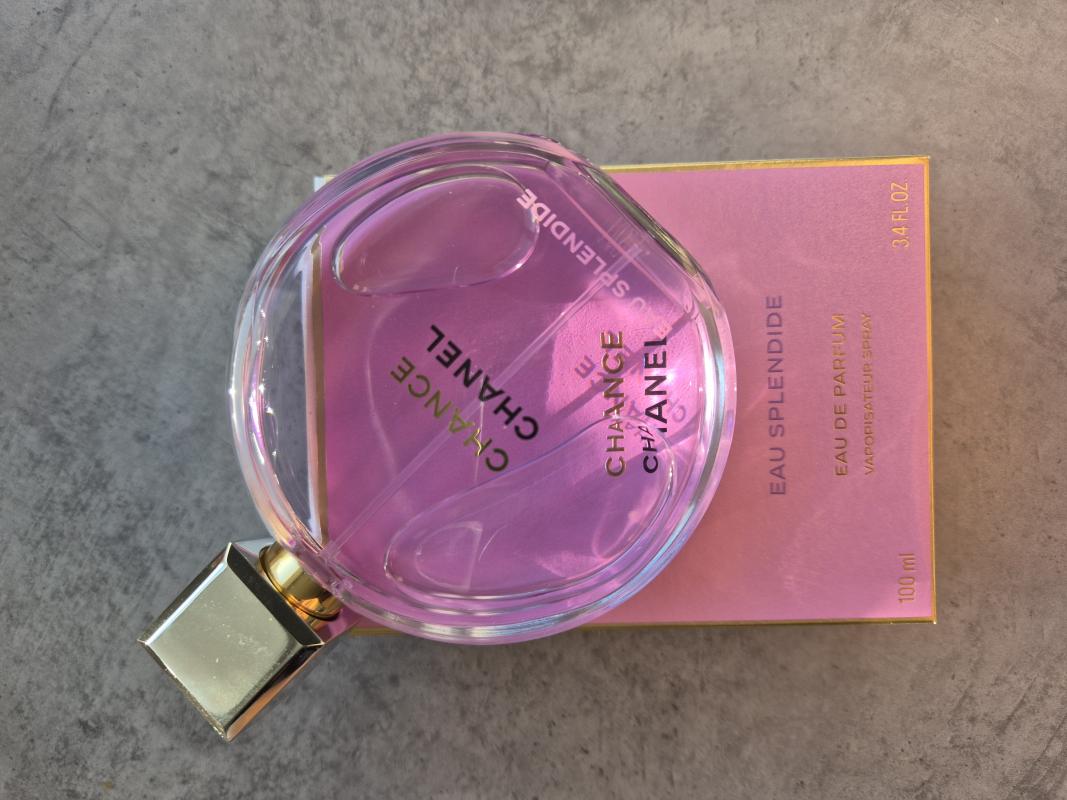 CHANCE
CHANEL
EAU SPLENDIDE
CHANCE
CHANEL
EAU SPLENDIDE
EAU DE PARFUM
VAPORISATEUR SPRAY
100 ml
3.4 FL.OZ